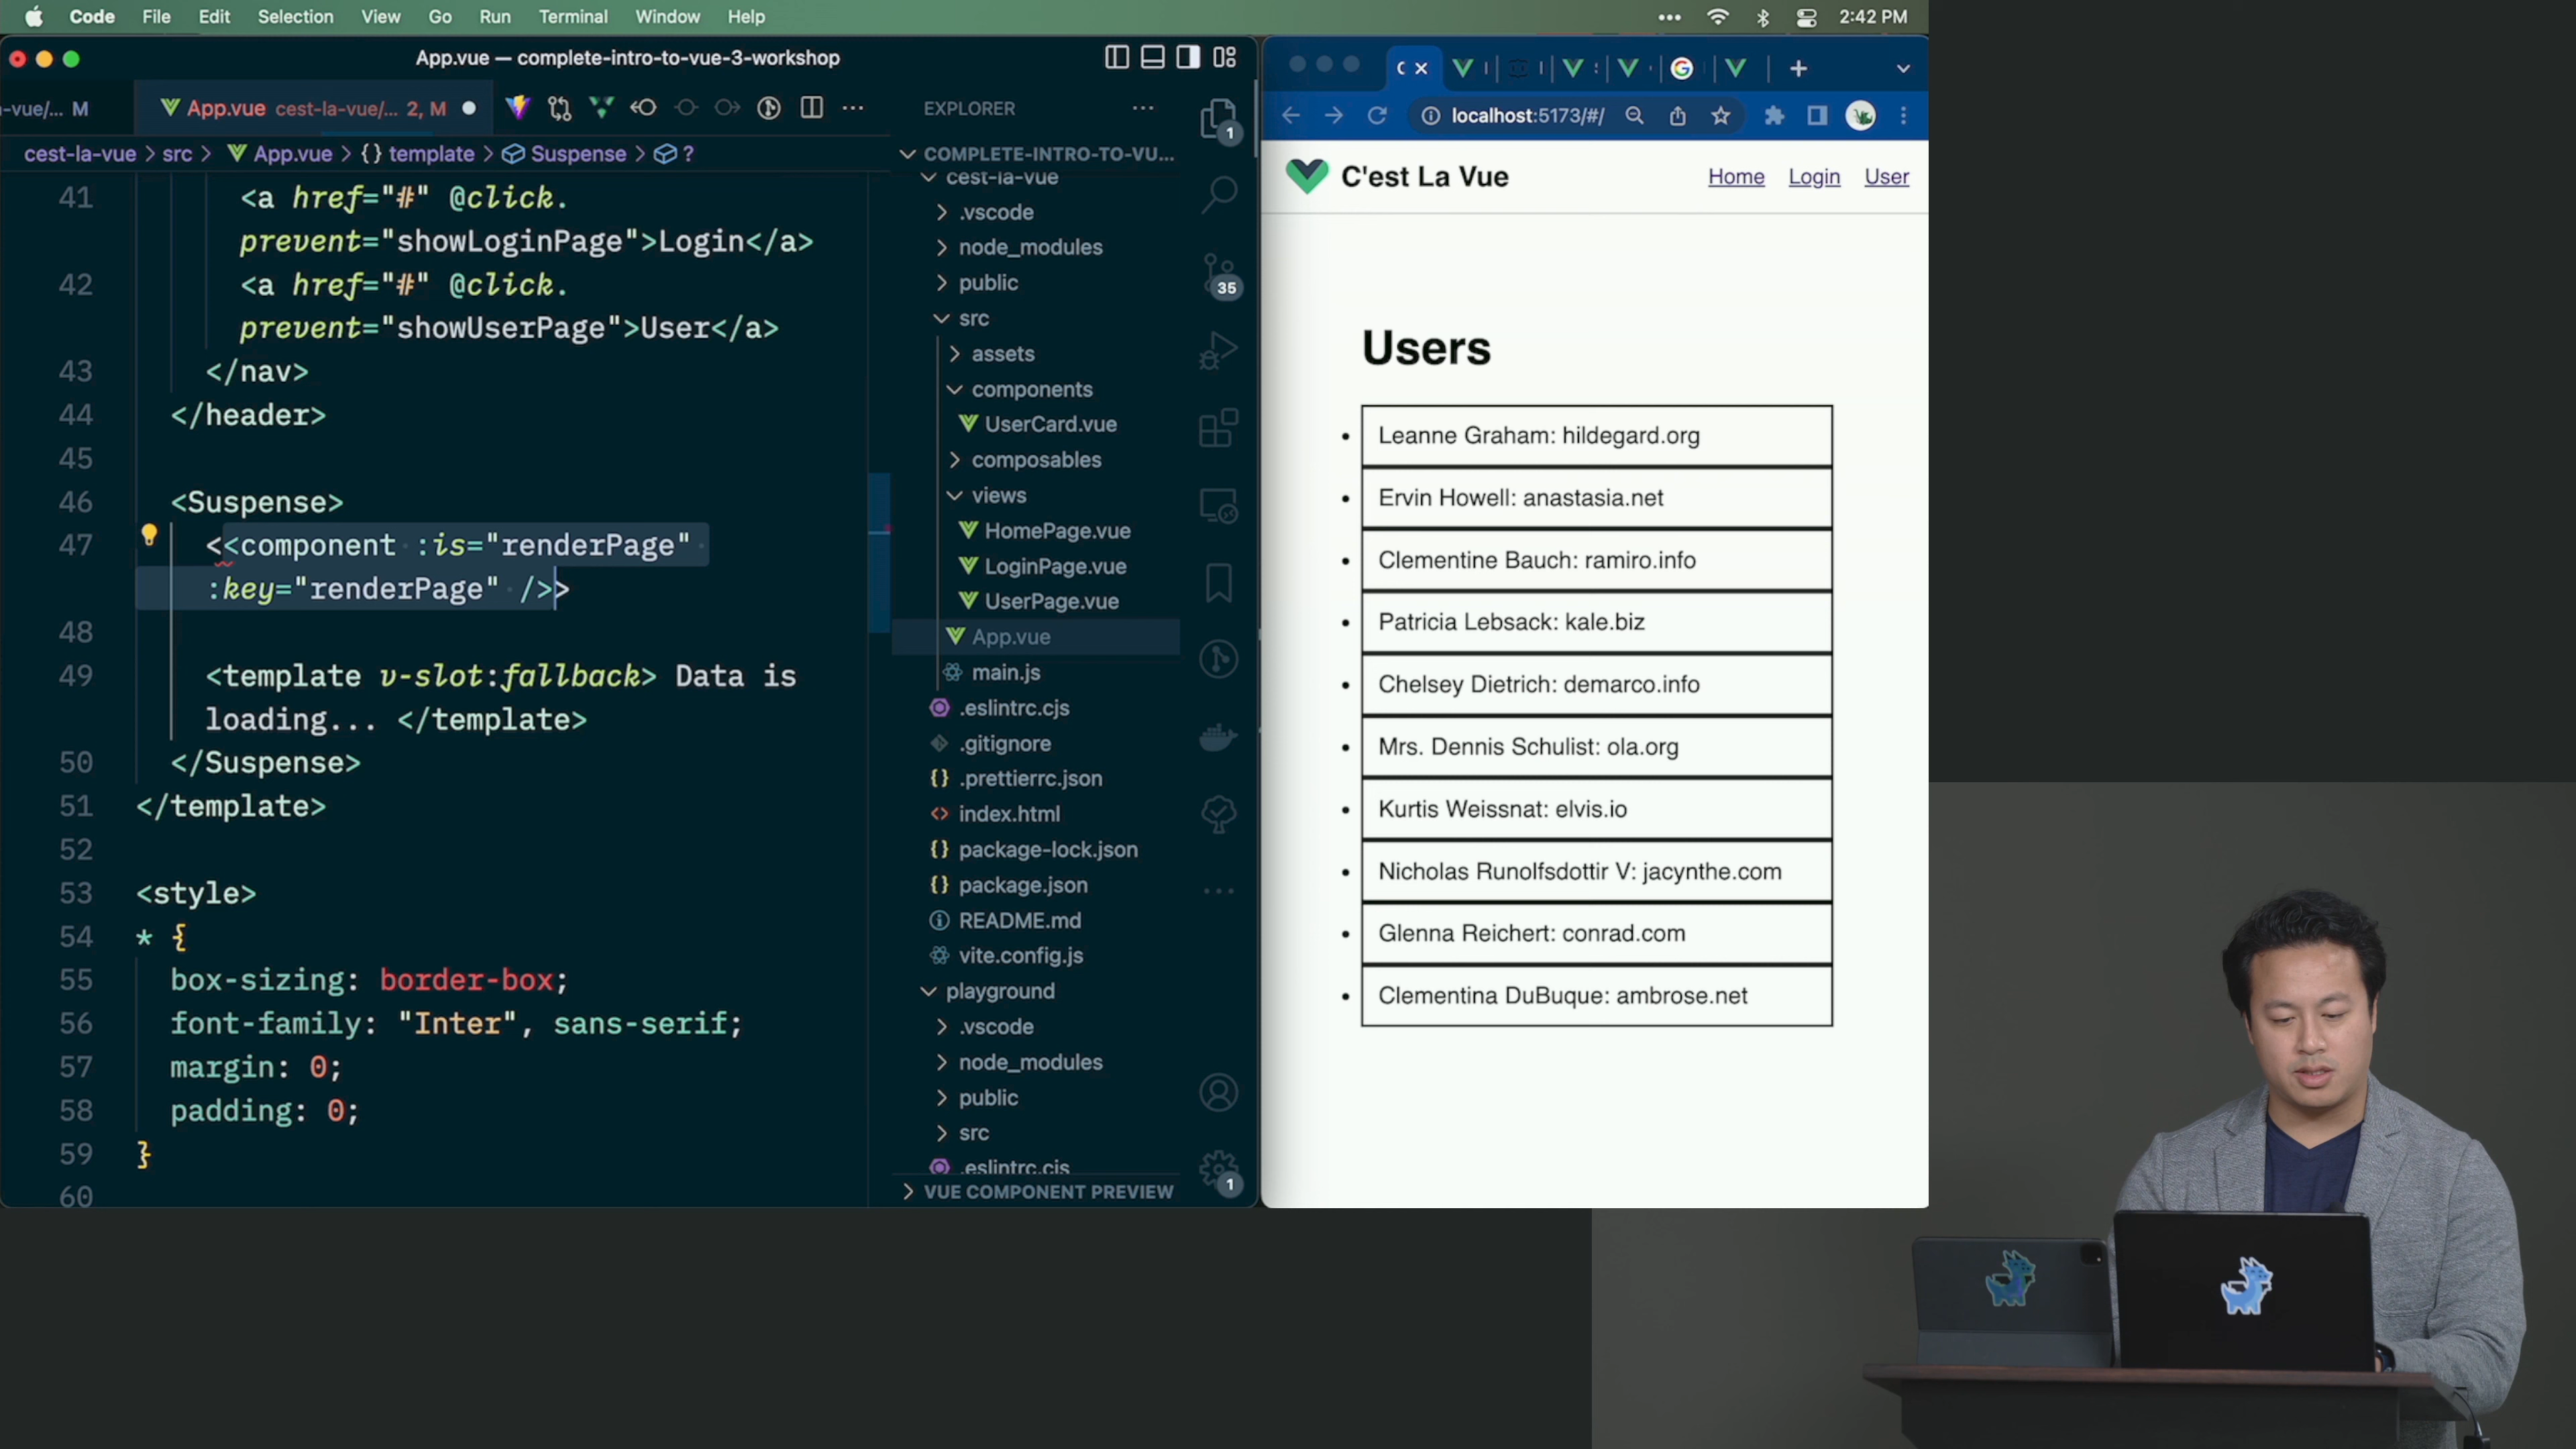 Code File Edit Selection View Go Run Terminal Window Help
2:42 PM
App.vue — complete-intro-to-vue-3-workshop
-vue/... M
App.vue cest-la-vue/... 2, M
cest-la-vue > src > App.vue > {} template > Suspense > ?
41 <a href="#" @click.
prevent="showLoginPage">Login</a>
42 <a href="#" @click.
prevent="showUserPage">User</a>
43 </nav>
44 </header>
45
46 <Suspense>
47 <<component :is="renderPage"
:key="renderPage" />>
48
49 <template v-slot:fallback> Data is
loading... </template>
50 </Suspense>
51 </template>
52
53 <style>
54 * {
55 box-sizing: border-box;
56 font-family: "Inter", sans-serif;
57 margin: 0;
58 padding: 0;
59 }
60
EXPLORER
COMPLETE-INTRO-TO-VU...
cest-la-vue
.vscode
node_modules
public
src
assets
components
UserCard.vue
composables
views
HomePage.vue
LoginPage.vue
UserPage.vue
App.vue
main.js
.eslintrc.cjs
.gitignore
.prettierrc.json
index.html
package-lock.json
package.json
README.md
vite.config.js
playground
.vscode
node_modules
public
src
.eslintrc.cjs
VUE COMPONENT PREVIEW
1
35
1
localhost:5173/#/
C'est La Vue
Home Login User
Users
Leanne Graham: hildegard.org
Ervin Howell: anastasia.net
Clementine Bauch: ramiro.info
Patricia Lebsack: kale.biz
Chelsey Dietrich: demarco.info
Mrs. Dennis Schulist: ola.org
Kurtis Weissnat: elvis.io
Nicholas Runolfsdottir V: jacynthe.com
Glenna Reichert: conrad.com
Clementina DuBuque: ambrose.net